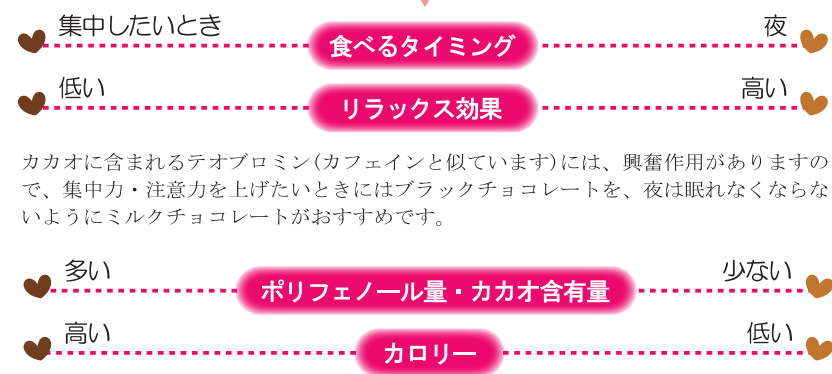 集中したいとき 食べるタイミング 夜
低い リラックス効果 高い
カカオに含まれるテオブロミン(カフェインと似ています)には、興奮作用がありますの
で、集中力・注意力を上げたいときにはブラックチョコレートを、夜は眠れなくならな
いようにミルクチョコレートがおすすめです。
多い ポリフェノール量・カカオ含有量 少ない
高い カロリー 低い